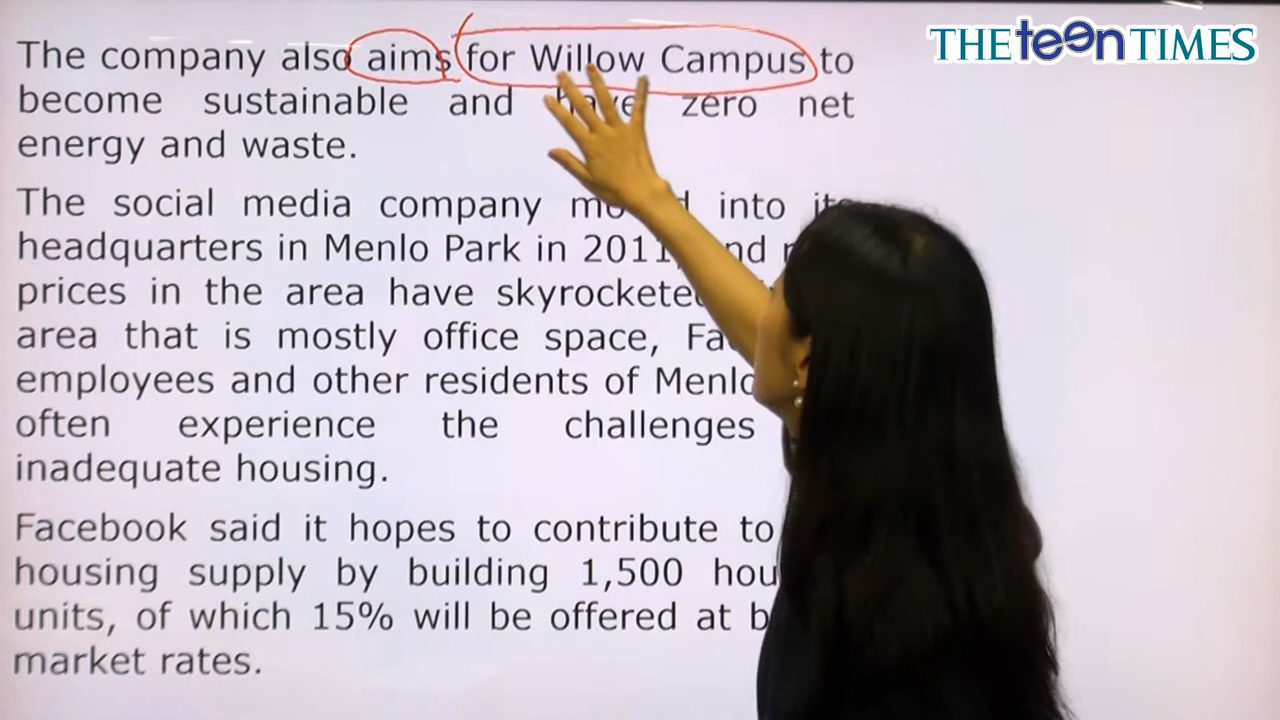 THE teen TIMES
The company also aims for Willow Campus to
become sustainable and have zero net
energy and waste.
The social media company into
headquarters in Menlo Park in 2011,
prices in the area have
area that is mostly office space,
employees and other residents of Menlo
often experience the challenges
inadequate housing.
Facebook said it hopes to contribute to
housing supply by building 1,500
units, of which 15% will be offered at
market rates.